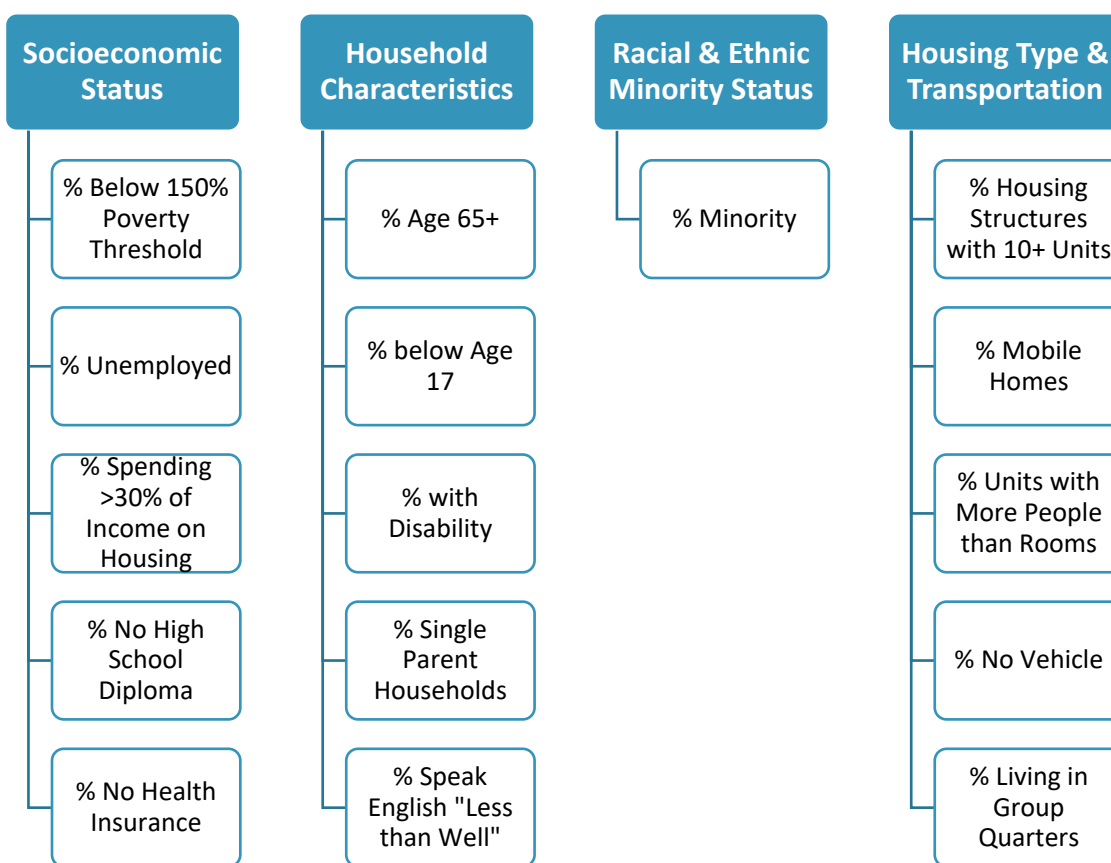 Socioeconomic
Status
% Below 150%
Poverty
Threshold
% Unemployed
% Spending
>30% of
Income on
Housing
% No High
School
Diploma
% No Health
Insurance
Household
Characteristics
% Age 65+
% below Age
17
% with
Disability
% Single
Parent
Households
% Speak
English "Less
than Well"
Racial & Ethnic
Minority Status
% Minority
Housing Type &
Transportation
% Housing
Structures
with 10+ Units
% Mobile
Homes
% Units with
More People
than Rooms
% No Vehicle
% Living in
Group
Quarters